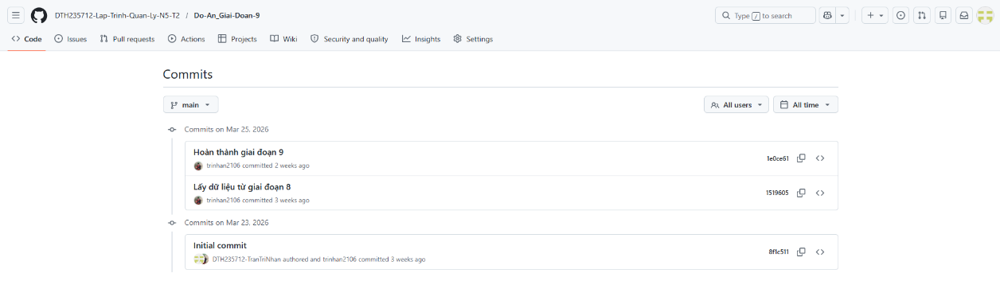 DTH235712-Lap-Trinh-Quan-Ly-N5-T2 / Do-An_Giai-Doan-9
Type / to search
Code Issues Pull requests Actions Projects Wiki Security and quality Insights Settings
Commits
main All users All time
Commits on Mar 25, 2026
Hoàn thành giai đoạn 9
1e0ce61
trinhan2106 committed 2 weeks ago
Lấy dữ liệu từ giai đoạn 8
1519605
trinhan2106 committed 3 weeks ago
Commits on Mar 23, 2026
Initial commit
8f1c511
DTH235712-TranTriNhan authored and trinhan2106 committed 3 weeks ago